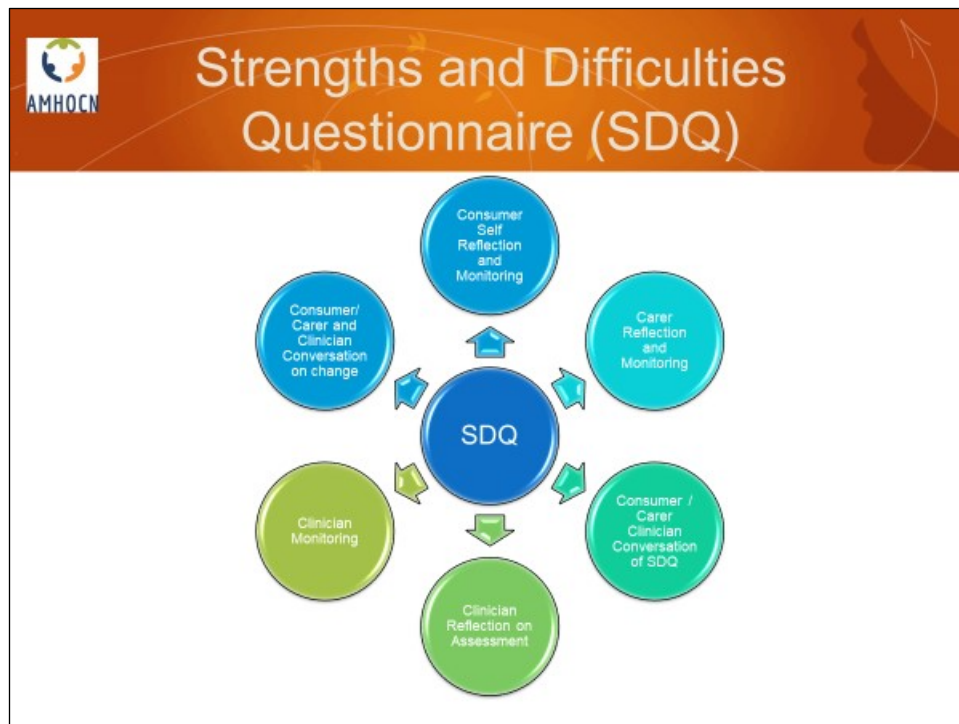 AMHOCN
Strengths and Difficulties
Questionnaire (SDQ)
Consumer
Self
Reflection
and
Monitoring
Carer
Reflection
and
Monitoring
Consumer /
Carer
Clinician
Conversation
of SDQ
Clinician
Reflection on
Assessment
Clinician
Monitoring
Consumer/
Carer and
Clinician
Conversation
on change
SDQ